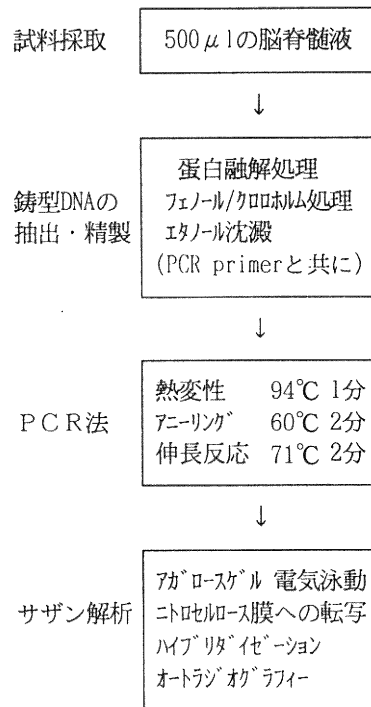 試料採取
500μlの脳脊髄液
↓
鋳型DNAの
抽出・精製
蛋白融解処理
フェノール/クロロホルム処理
エタノール沈澱
(PCR primerと共に)
↓
PCR法
熱変性 94℃ 1分
アニーリング 60℃ 2分
伸長反応 71℃ 2分
↓
サザン解析
アガロースゲル 電気泳動
ニトロセルロース膜への転写
ハイブリダイゼーション
オートラジオグラフィー